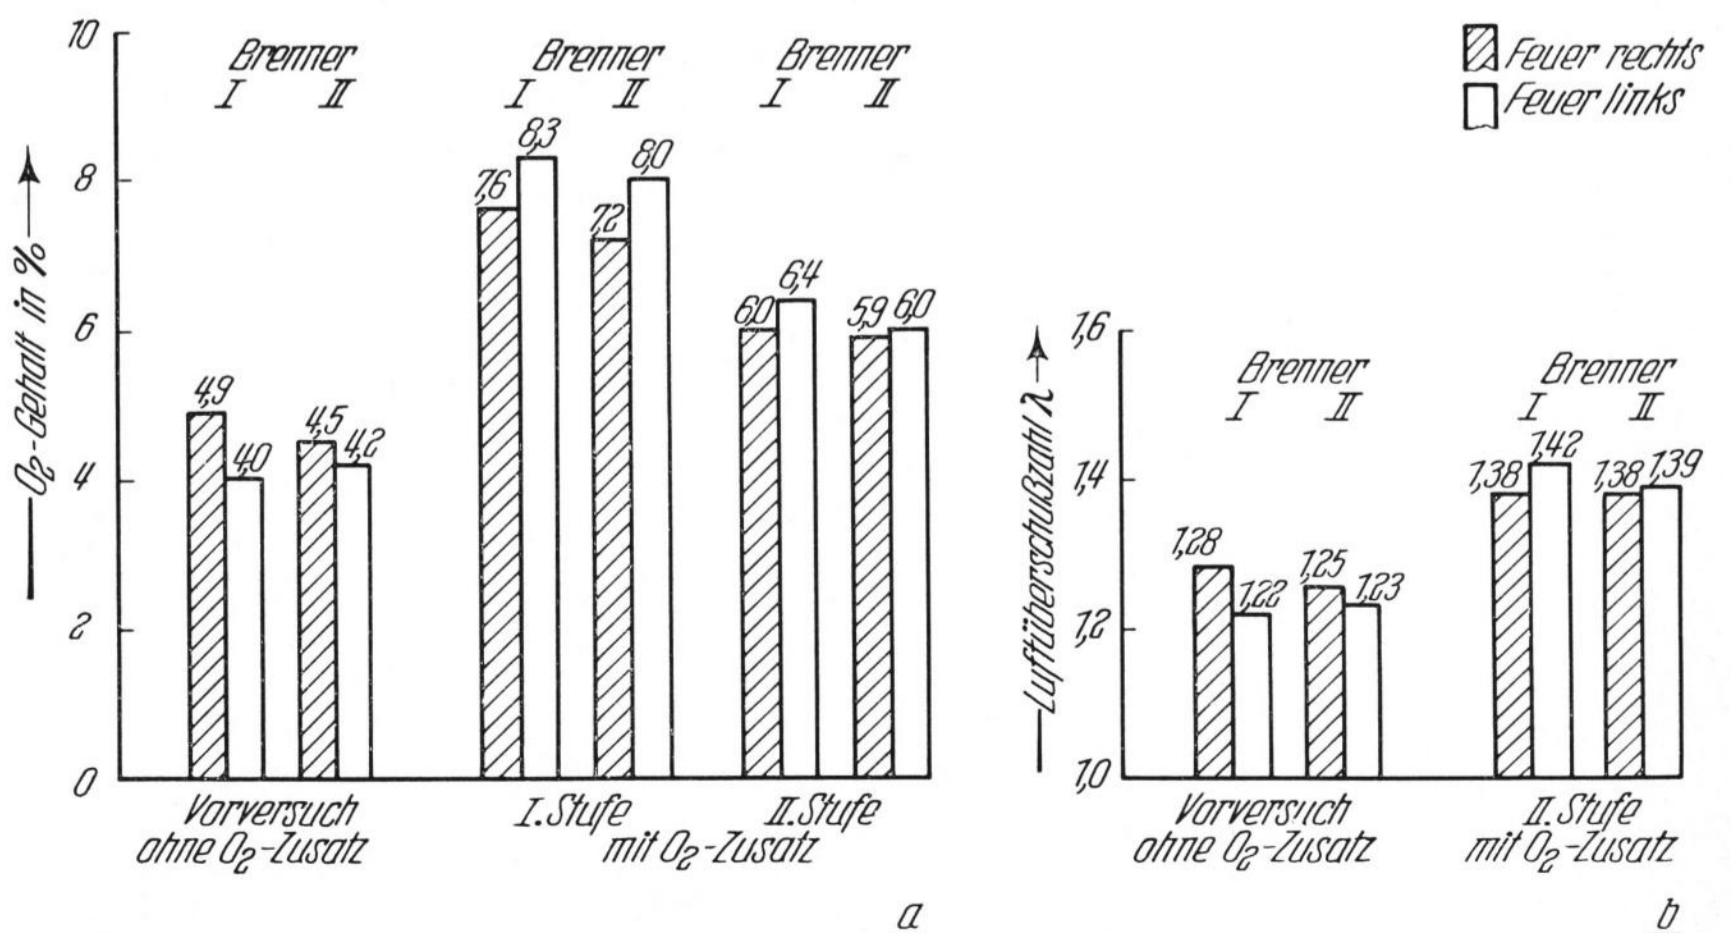 Feuer rechts
Feuer links
O₂-Gehalt in %
10
8
6
4
2
0
Brenner
I II
Brenner
I II
Brenner
I II
4,9
4,0
4,5
4,2
7,6
8,3
7,2
8,0
6,0
6,4
5,9
6,0
Vorversuch
ohne O₂-Zusatz
I. Stufe
II. Stufe
mit O₂-Zusatz
a
Luftüberschußzahl λ
1,6
1,4
1,2
1,0
Brenner
I II
Brenner
I II
1,28
1,22
1,25
1,23
1,38
1,42
1,38
1,39
Vorversuch
ohne O₂-Zusatz
II. Stufe
mit O₂-Zusatz
b